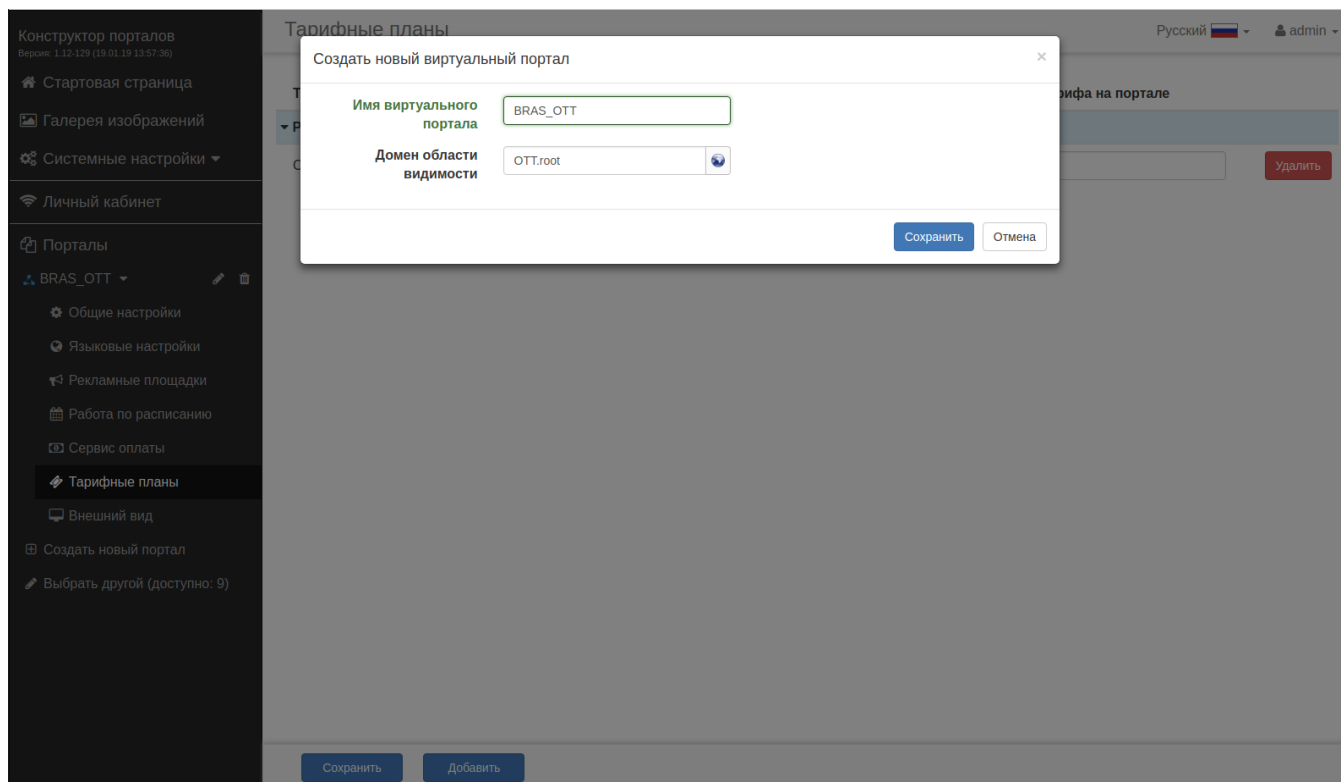 Конструктор порталов
Версия: 1.12-129 (19.01.19 13:57:36)
Стартовая страница
Галерея изображений
Системные настройки
Личный кабинет
Порталы
BRAS_OTT
Общие настройки
Языковые настройки
Рекламные площадки
Работа по расписанию
Сервис оплаты
Тарифные планы
Внешний вид
Создать новый портал
Выбрать другой (доступно: 9)
Тарифные планы
Русский
admin
Создать новый виртуальный портал
×
Имя виртуального
портала
BRAS_OTT
Домен области
видимости
OTT.root
Сохранить Отмена
на портале
Удалить
Сохранить Добавить